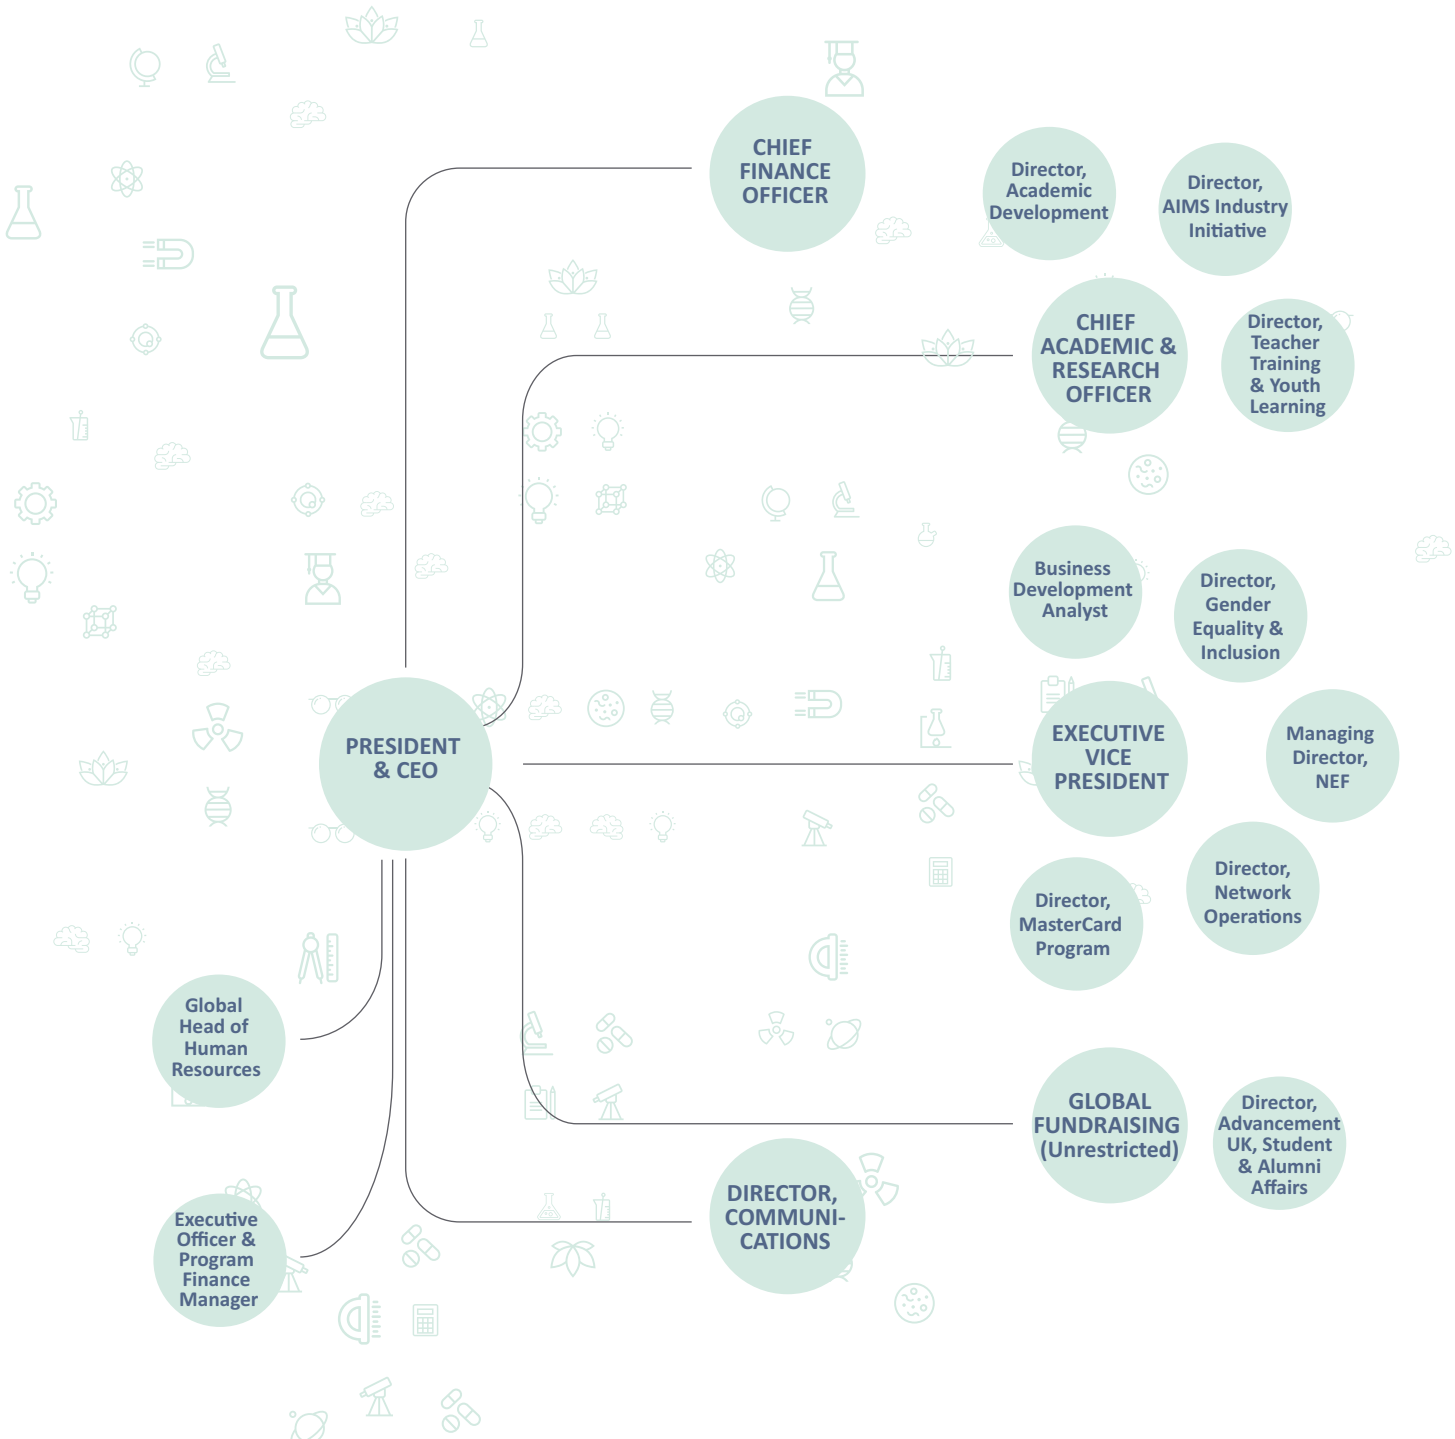 CHIEF
FINANCE
OFFICER
Director,
Academic
Development
Director,
AIMS Industry
Initiative
CHIEF
ACADEMIC &
RESEARCH
OFFICER
Director,
Teacher
Training
& Youth
Learning
Business
Development
Analyst
Director,
Gender
Equality &
Inclusion
PRESIDENT
& CEO
EXECUTIVE
VICE
PRESIDENT
Managing
Director,
NEF
Director,
MasterCard
Program
Director,
Network
Operations
Global
Head of
Human
Resources
GLOBAL
FUNDRAISING
(Unrestricted)
Director,
Advancement
UK, Student
& Alumni
Affairs
DIRECTOR,
COMMUNI-
CATIONS
Executive
Officer &
Program
Finance
Manager